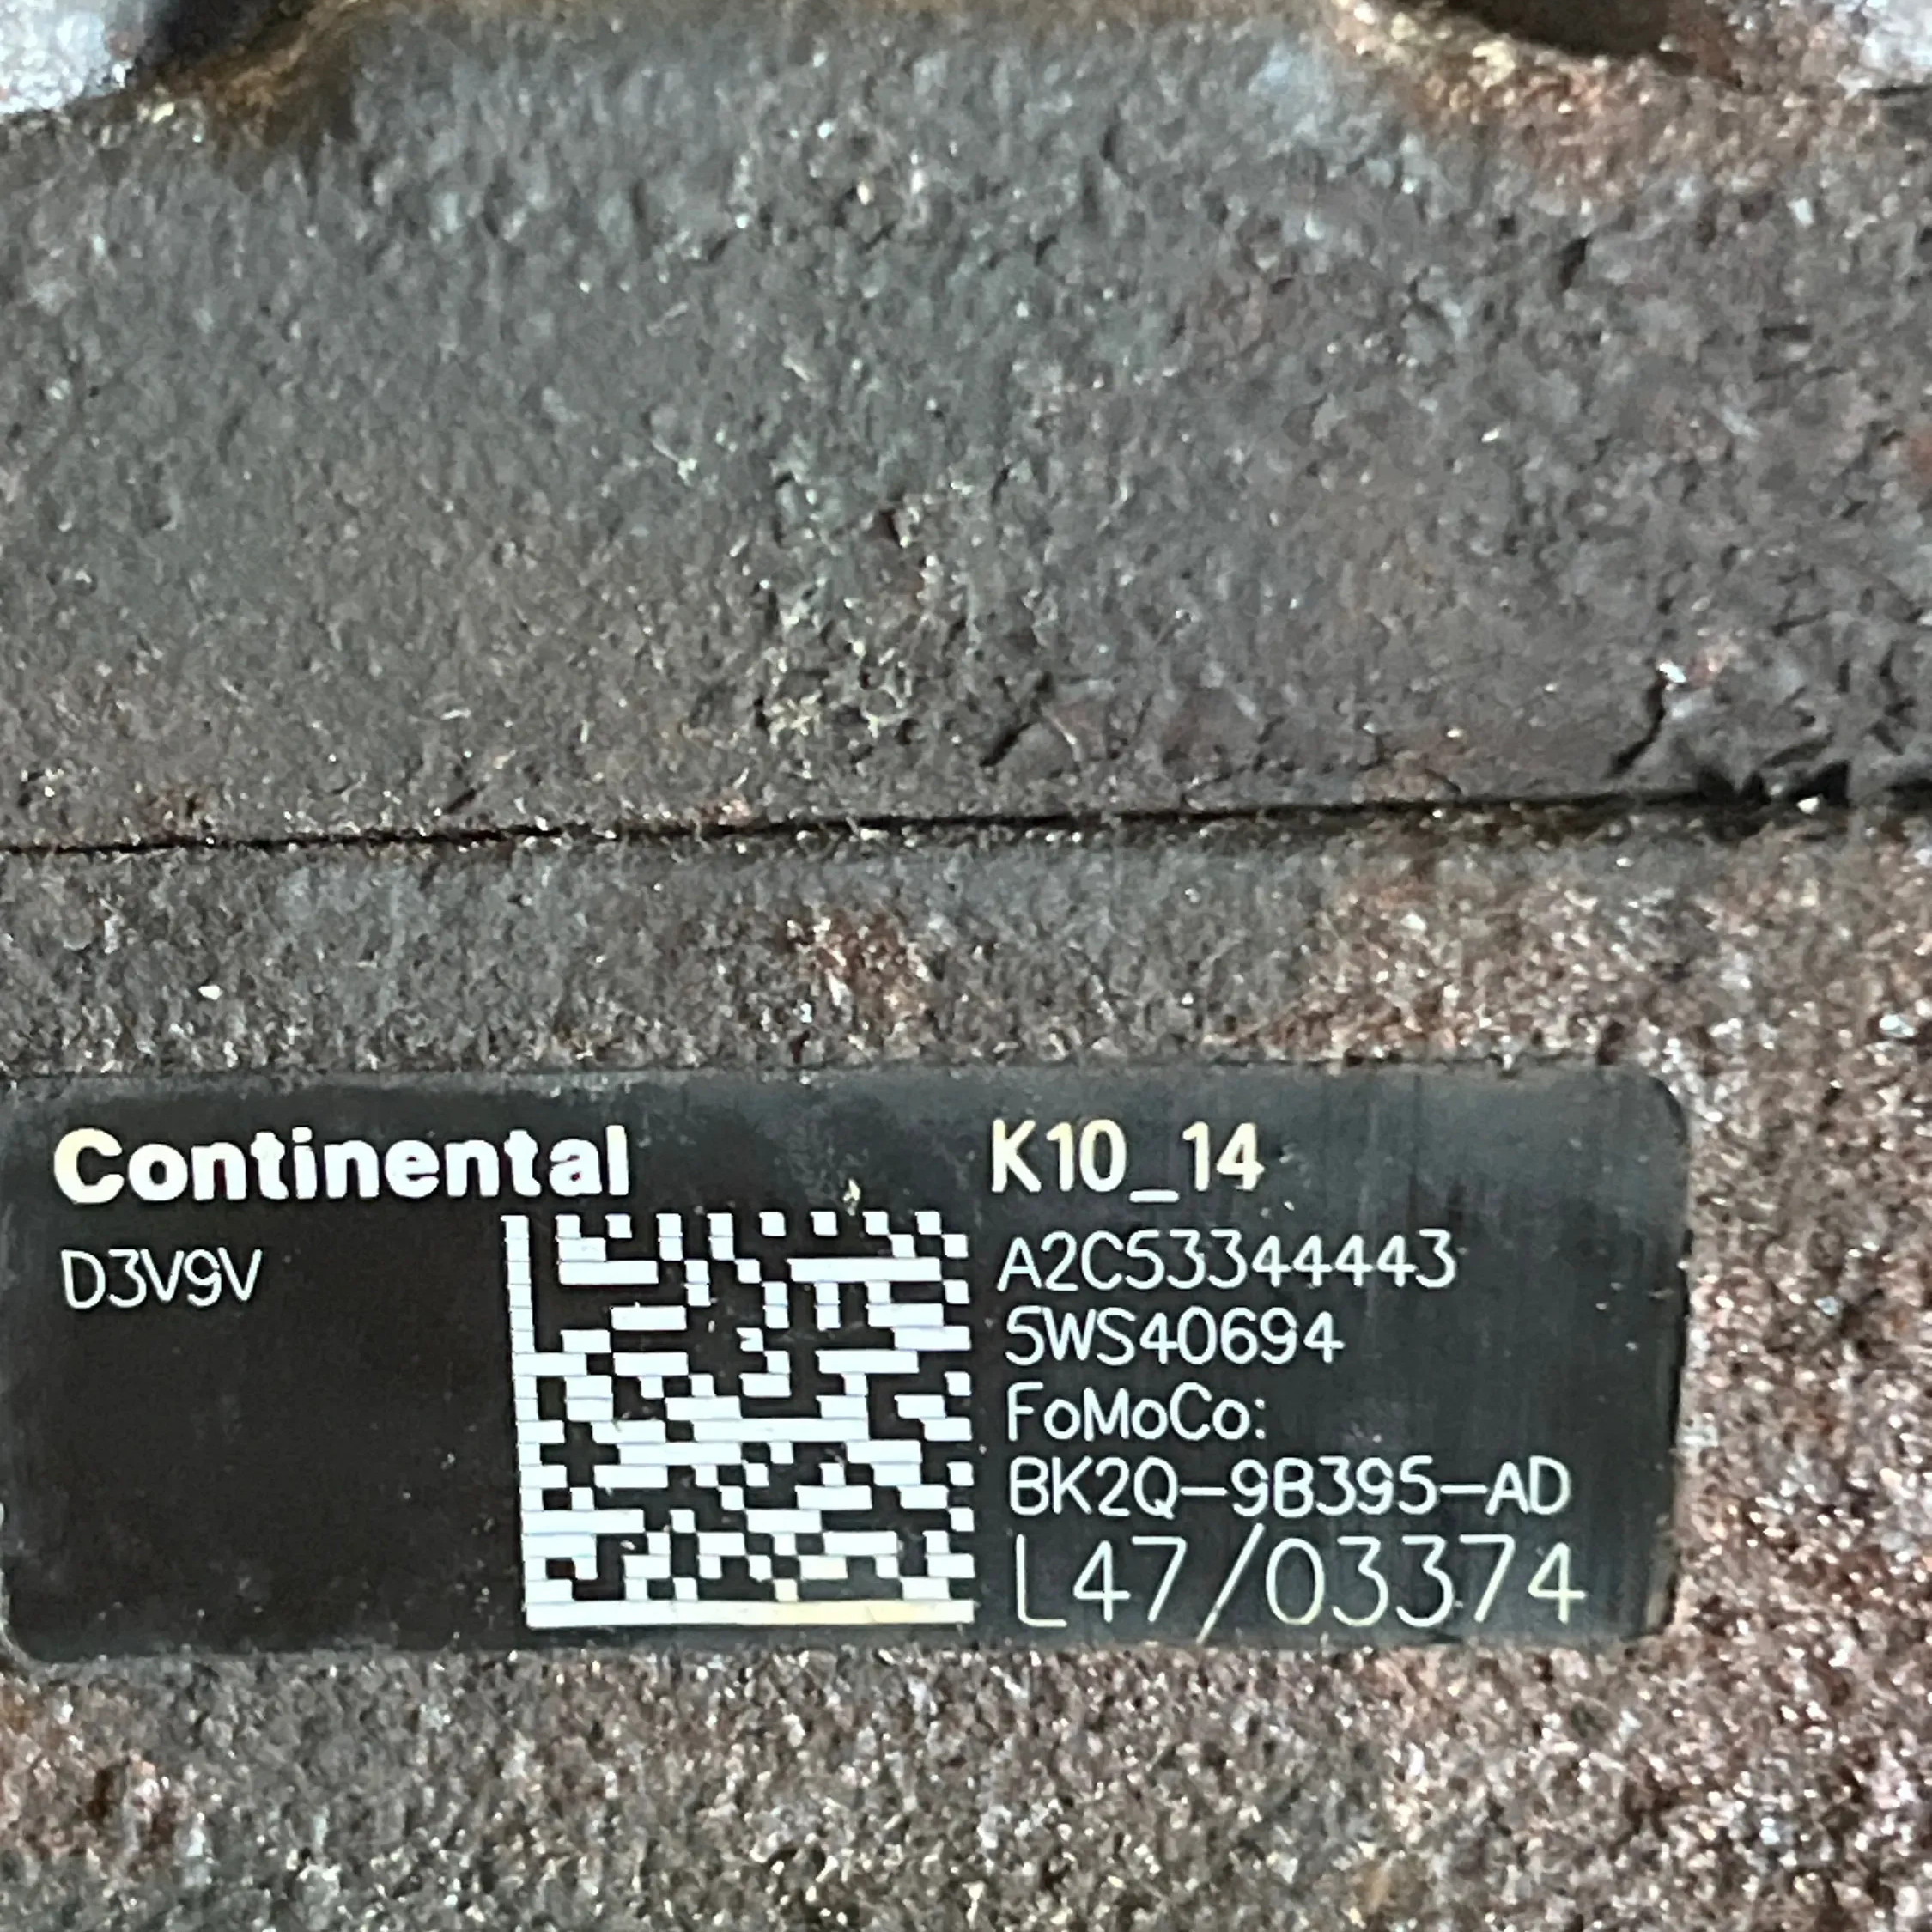 Continental
D3V9V
K10_14
A2C53344443
5WS40694
FoMoCo:
BK2Q-9B395-AD
L47/03374